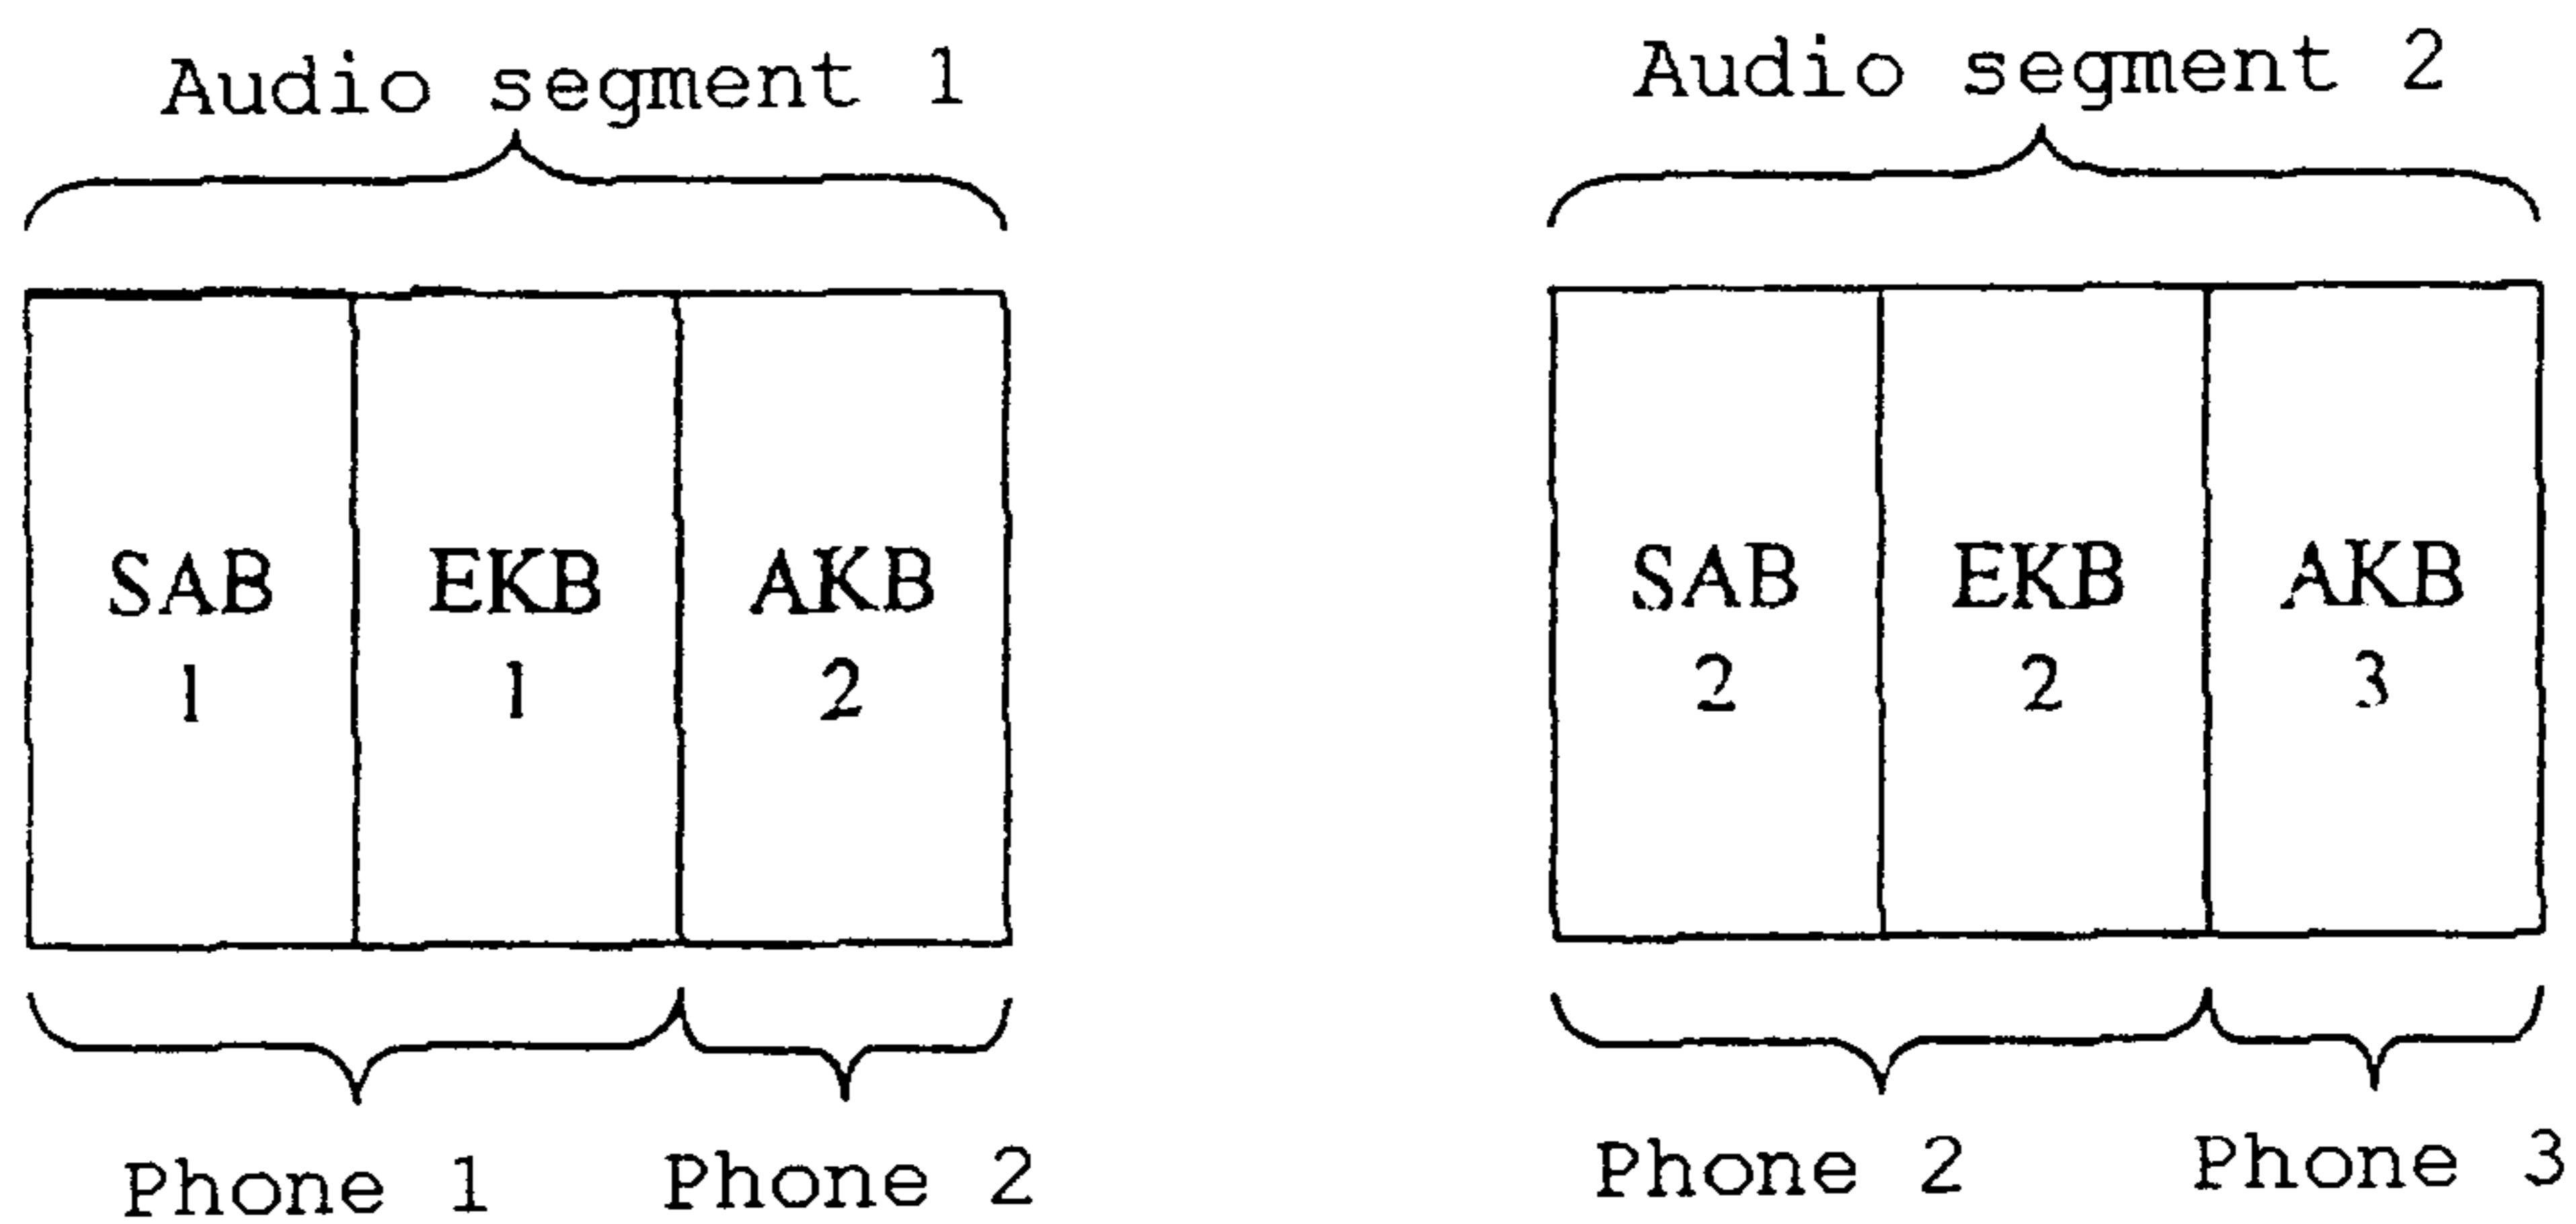 Audio segment 1
Audio segment 2
SAB EKB AKB
1 1 2
SAB EKB AKB
2 2 3
Phone 1 Phone 2
Phone 2 Phone 3